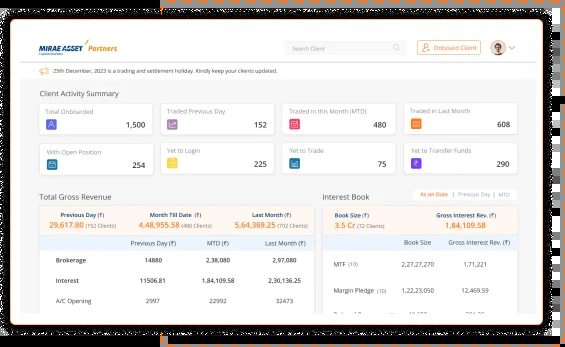 MIRAE ASSET Partners
Capital Markets
Search Client
Onboard Client
25th December, 2023 is a trading and settlement holiday. Kindly keep your clients updated.
Client Activity Summary
Total Onboarded
1,500
Traded Previous Day
152
Traded in this Month (MTD)
480
Traded in Last Month
608
With Open Position
254
Yet to Login
225
Yet to Trade
75
Yet to Transfer Funds
290
Total Gross Revenue
Previous Day (₹) Month Till Date (₹) Last Month (₹)
29,617.80 (152 Clients) 4,48,955.58 (480 Clients) 5,64,369.25 (702 Clients)
Previous Day (₹) MTD (₹) Last Month (₹)
Brokerage 14880 2,38,080 2,97,080
Interest 11506.81 1,84,109.58 2,30,136.25
A/C Opening 2997 22992 32473
Interest Book
As on Date | Previous Day | MTD
Book Size (₹) Gross Interest Rev. (₹)
3.5 Cr (72 Clients) 1,84,109.58
Book Size Gross Interest Rev. (₹)
MTF (10) 2,27,27,270 1,71,221
Margin Pledge (10) 1,22,23,050 12,469.59